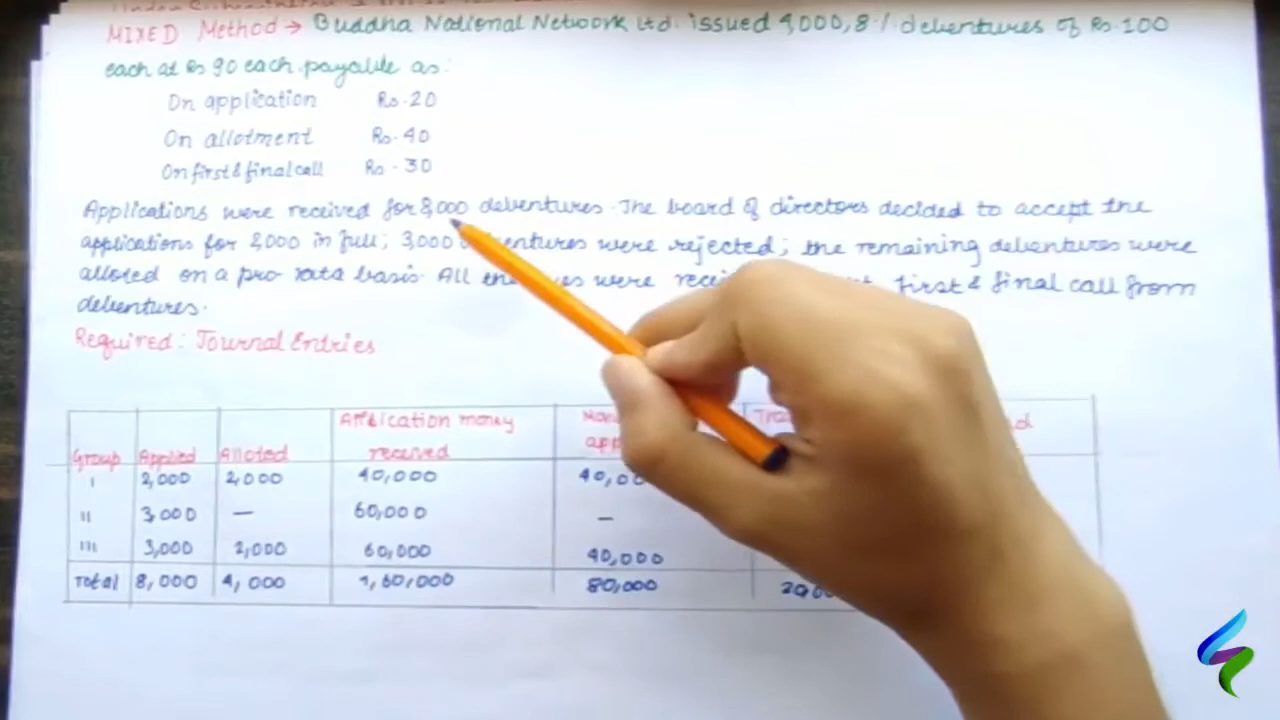 MIXED Method → Buddha National Network Ltd. issued 4,000, 8% debentures of Rs. 100
each at Rs 90 each payable as:
On application Rs. 20
On allotment Rs. 40
On first & final call Rs. 30
Applications were received for 8,000 debentures. The board of directors decided to accept the
applications for 2,000 in full; 3,000 debentures were rejected; the remaining debentures were
alloted on a pro rata basis. All were first & final call from
debentures.
Required: Journal Entries
Application money
Group Applied Alloted received
i 2,000 2,000 40,000 40,000
ii 3,000 — 60,000 —
iii 3,000 2,000 60,000 40,000
Total 8,000 4,000 1,60,000 80,000